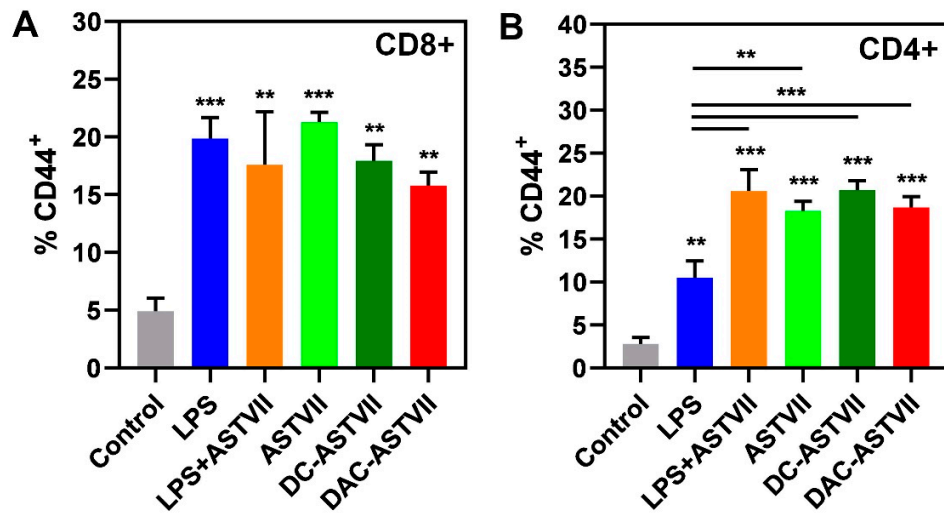 A
CD8+
% CD44⁺
30
25
20
15
10
5
0
***
**
***
**
**
Control
LPS
LPS+ASTVII
ASTVII
DC-ASTVII
DAC-ASTVII
B
CD4+
% CD44⁺
40
35
30
25
20
15
10
5
0
**
***
**
***
***
***
***
Control
LPS
LPS+ASTVII
ASTVII
DC-ASTVII
DAC-ASTVII